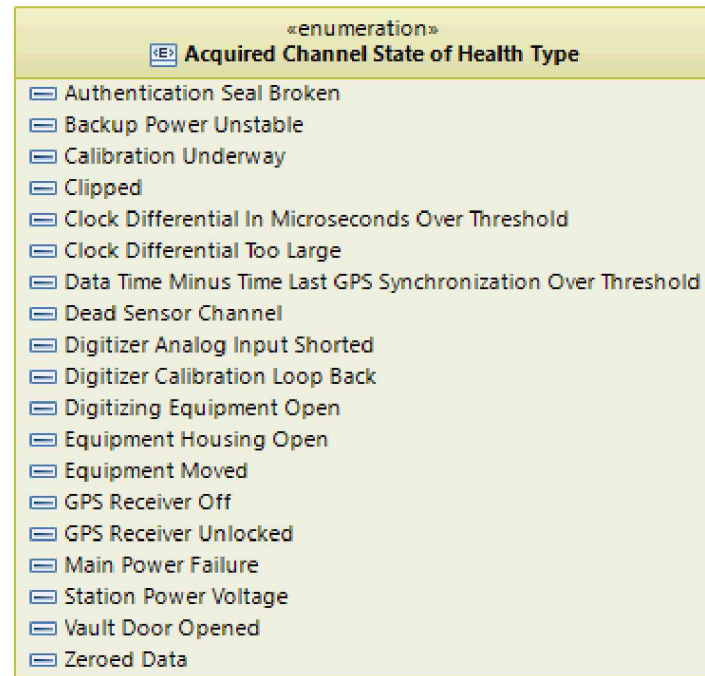 «enumeration»
<E> Acquired Channel State of Health Type
Authentication Seal Broken
Backup Power Unstable
Calibration Underway
Clipped
Clock Differential In Microseconds Over Threshold
Clock Differential Too Large
Data Time Minus Time Last GPS Synchronization Over Threshold
Dead Sensor Channel
Digitizer Analog Input Shorted
Digitizer Calibration Loop Back
Digitizing Equipment Open
Equipment Housing Open
Equipment Moved
GPS Receiver Off
GPS Receiver Unlocked
Main Power Failure
Station Power Voltage
Vault Door Opened
Zeroed Data